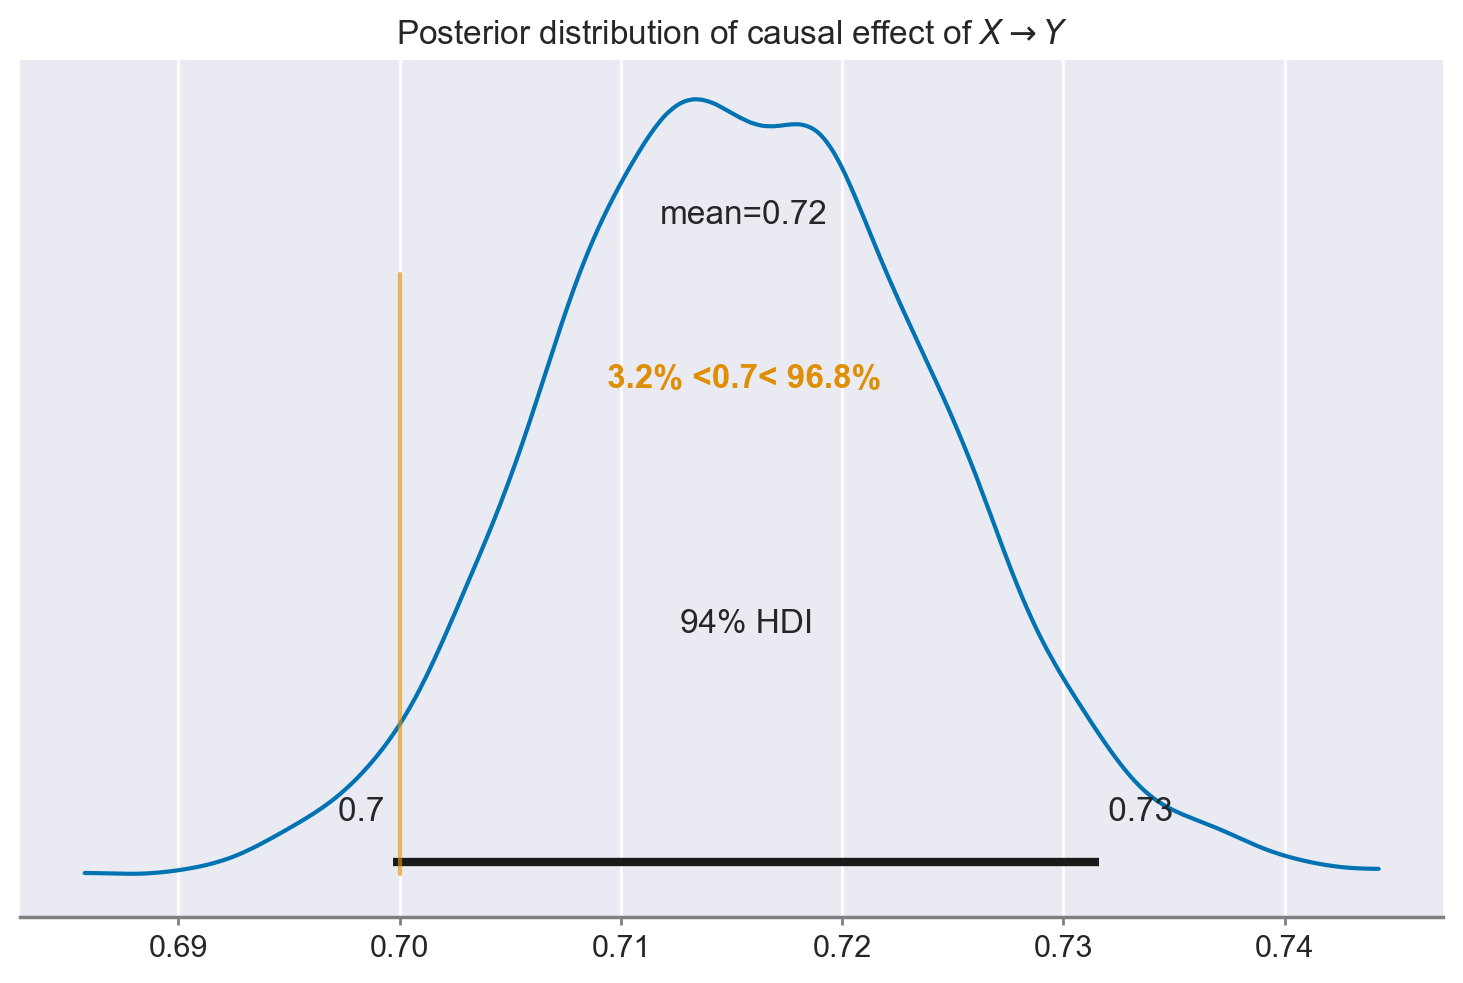 Posterior distribution of causal effect of X → Y
mean=0.72
3.2% <0.7< 96.8%
94% HDI
0.7
0.73
0.69
0.70
0.71
0.72
0.73
0.74